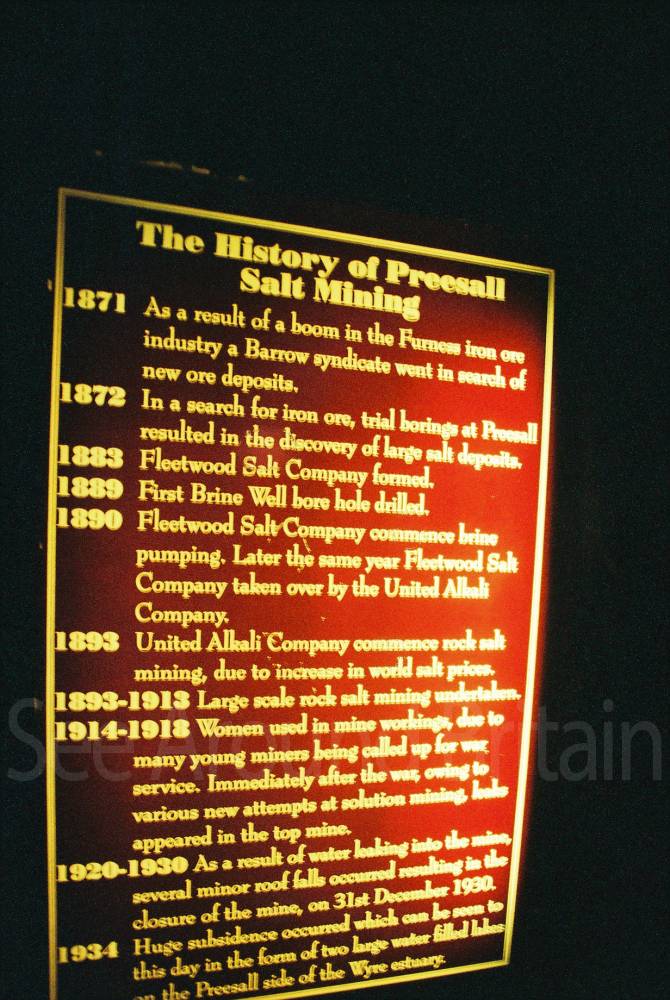 The History of Preesall
Salt Mining
1871 As a result of a boom in the Furness iron ore
industry a Barrow syndicate went in search of
new ore deposits.
1872 In a search for iron ore, trial borings at Preesall
resulted in the discovery of large salt deposits.
1883 Fleetwood Salt Company formed.
1889 First Brine Well bore hole drilled.
1890 Fleetwood Salt Company commence brine
pumping. Later the same year Fleetwood Salt
Company taken over by the United Alkali
Company.
1893 United Alkali Company commence rock salt
mining, due to increase in world salt prices.
1893-1913 Large scale rock salt mining undertaken.
1914-1918 Women used in mine workings, due to
many young miners being called up for war
service. Immediately after the war, owing to
various new attempts at solution mining, leaks
appeared in the top mine.
1920-1930 As a result of water leaking into the mine,
several minor roof falls occurred resulting in the
closure of the mine, on 31st December 1930.
1934 Huge subsidence occurred which can be seen to
this day in the form of two large water filled lakes
on the Preesall side of the Wyre estuary.
See Around Britain